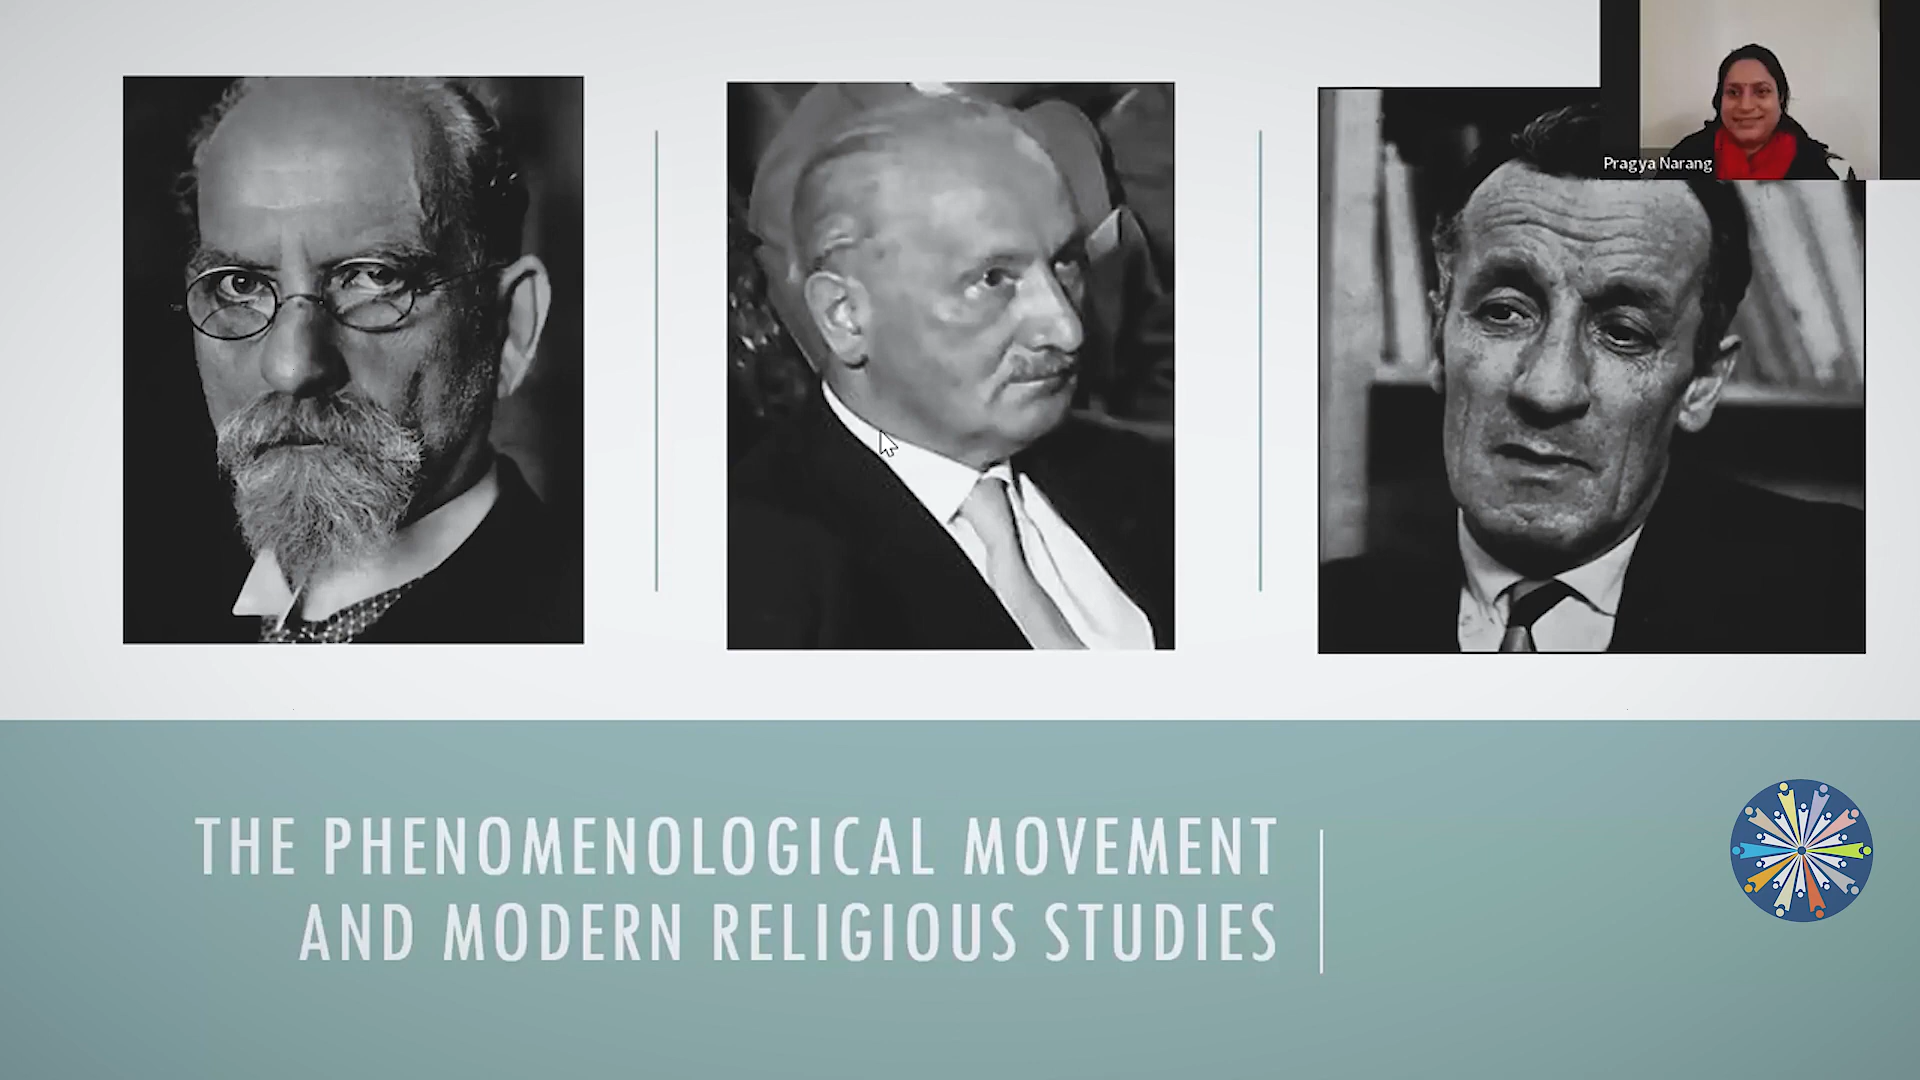 Pragya Narang
THE PHENOMENOLOGICAL MOVEMENT
AND MODERN RELIGIOUS STUDIES